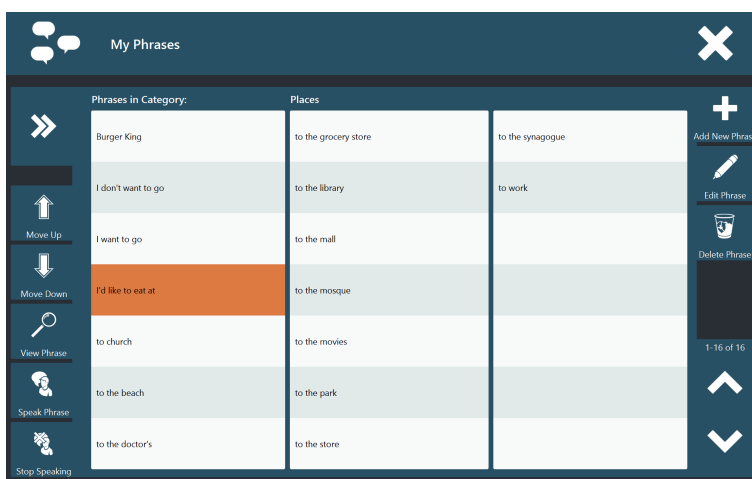 My Phrases
Phrases in Category:
Places
Burger King
I don't want to go
I want to go
I'd like to eat at
to church
to the beach
to the doctor's
to the grocery store
to the library
to the mall
to the mosque
to the movies
to the park
to the store
to the synagogue
to work
Move Up
Move Down
View Phrase
Speak Phrase
Stop Speaking
Add New Phras
Edit Phrase
Delete Phrase
1-16 of 16